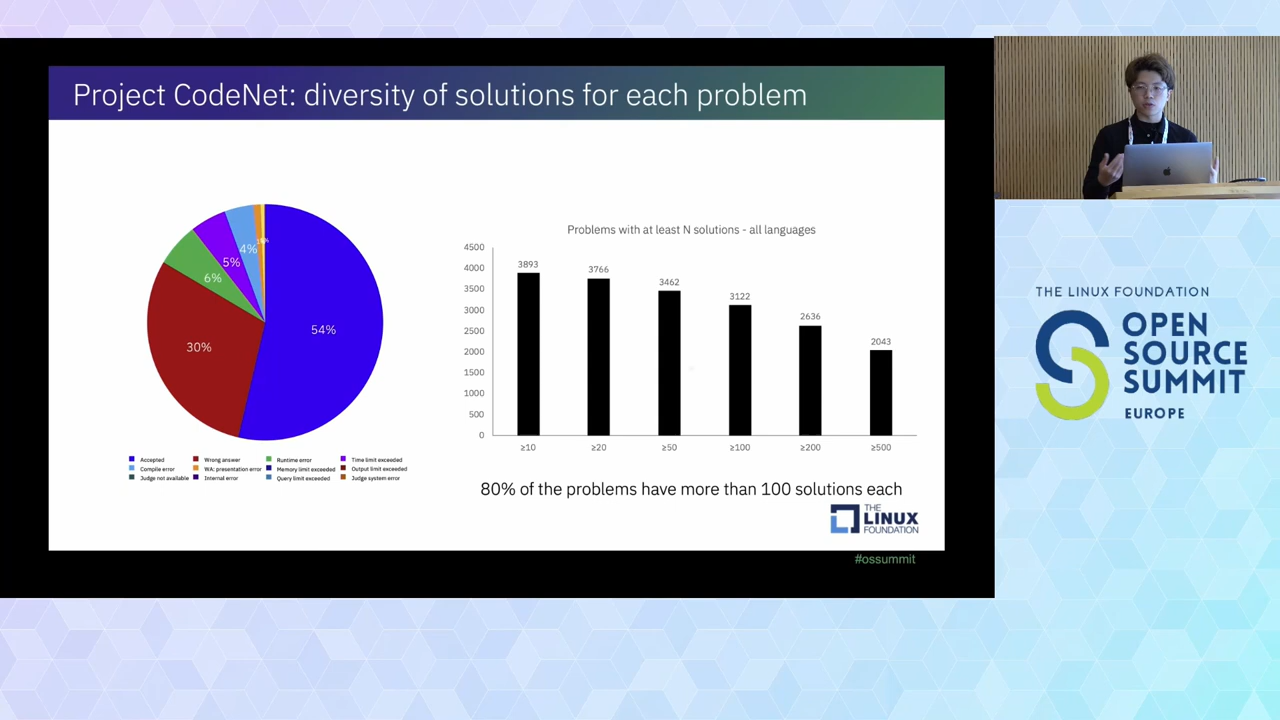 Project CodeNet: diversity of solutions for each problem
54%
30%
6%
5%
4%
Accepted
Wrong answer
Runtime error
Time limit exceeded
Compile error
WA: presentation error
Memory limit exceeded
Output limit exceeded
Judge not available
Internal error
Query limit exceeded
Judge system error
Problems with at least N solutions - all languages
4500
4000
3500
3000
2500
2000
1500
1000
500
0
3893
3766
3462
3122
2636
2043
≥10
≥20
≥50
≥100
≥200
≥500
80% of the problems have more than 100 solutions each
THE
LINUX
FOUNDATION
#ossummit
THE LINUX FOUNDATION
OPEN
SOURCE
SUMMIT
EUROPE